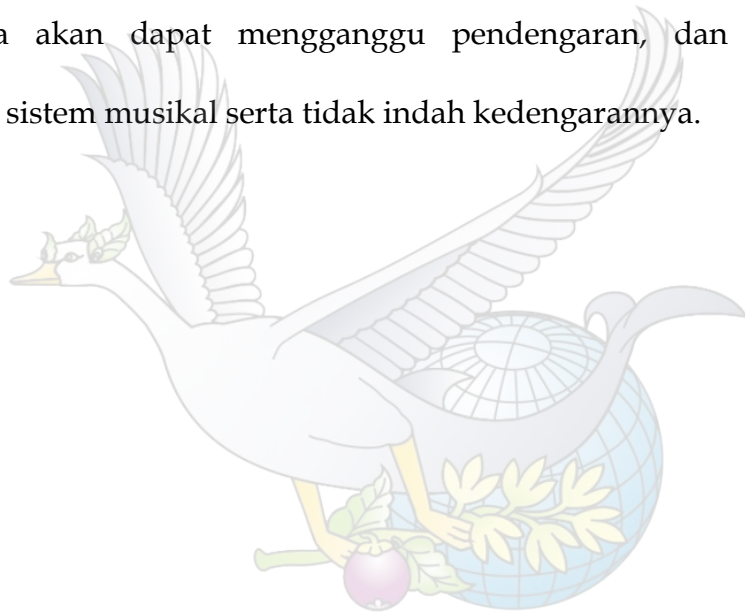 akan dapat mengganggu pendengaran, dan
sistem musikal serta tidak indah kedengarannya.